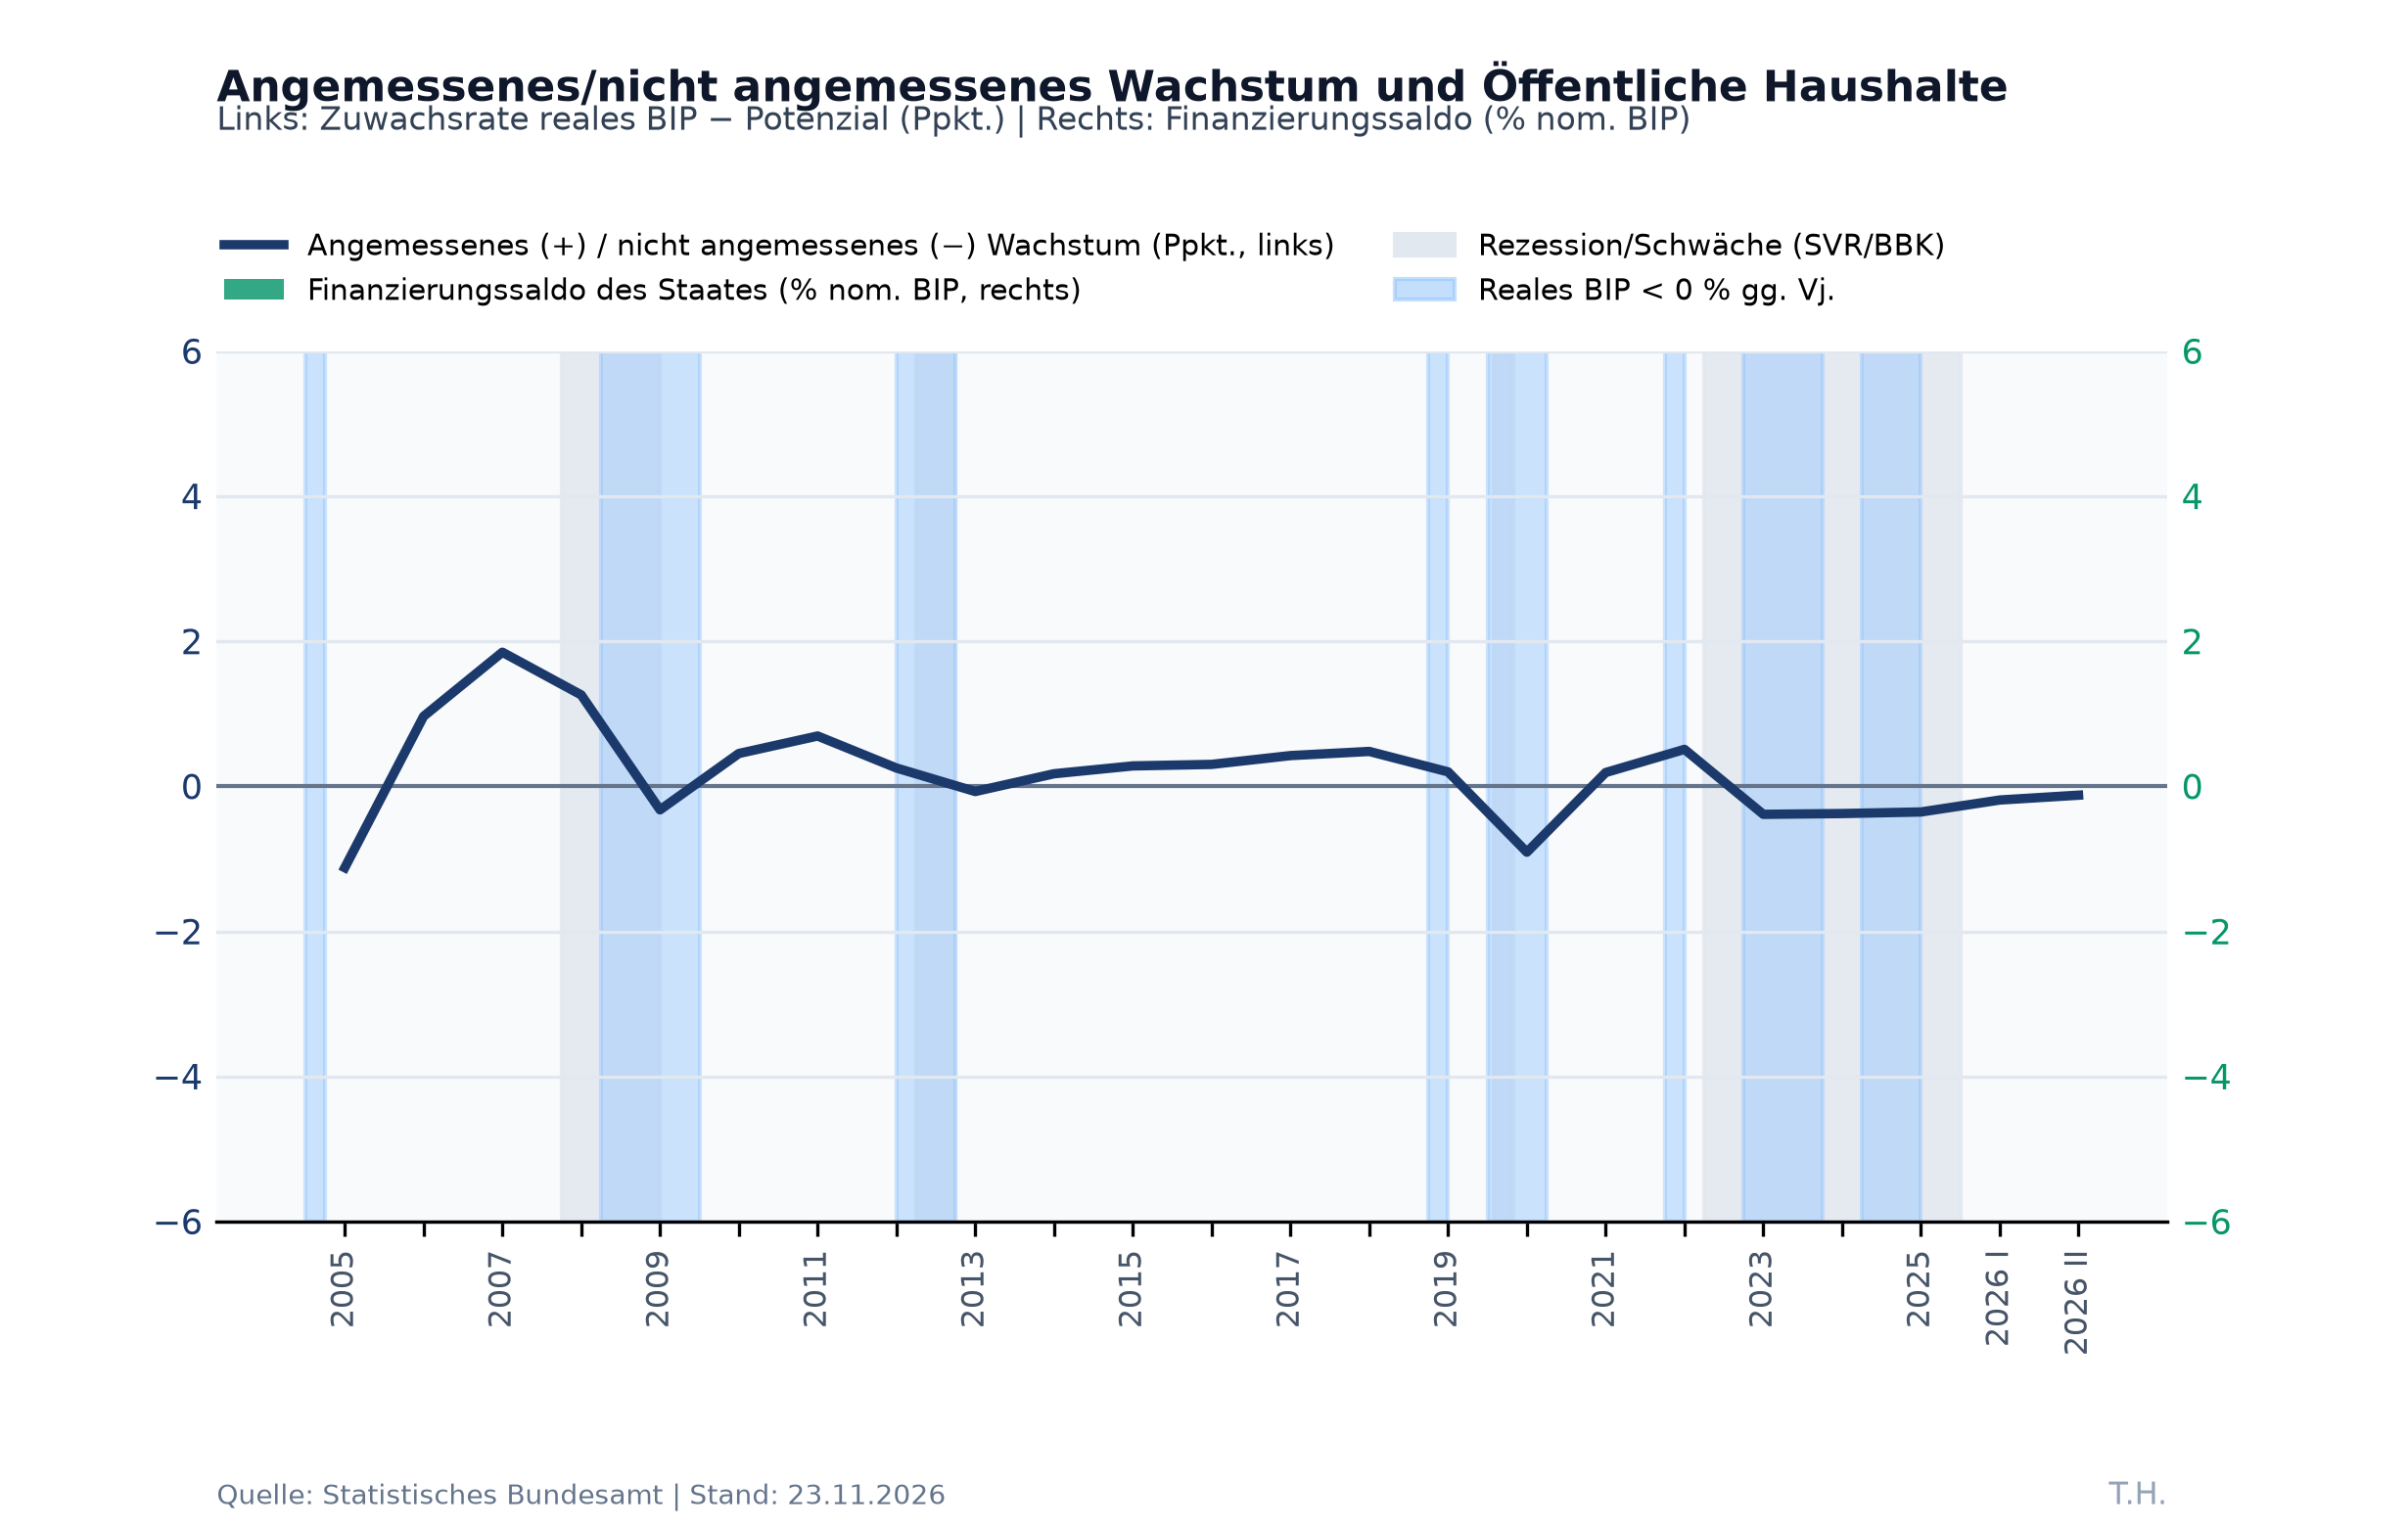 Angemessenes/nicht angemessenes Wachstum und Öffentliche Haushalte
Links: Zuwachsrate reales BIP − Potenzial (Ppkt.) | Rechts: Finanzierungssaldo (% nom. BIP)
Angemessenes (+) / nicht angemessenes (−) Wachstum (Ppkt., links)
Finanzierungssaldo des Staates (% nom. BIP, rechts)
Rezession/Schwäche (SVR/BBK)
Reales BIP < 0 % gg. Vj.
6 6
4 4
2 2
0 0
−2 −2
−4 −4
−6 −6
2005 2007 2009 2011 2013 2015 2017 2019 2021 2023 2025 2026 I 2026 II
Quelle: Statistisches Bundesamt | Stand: 23.11.2026
T.H.